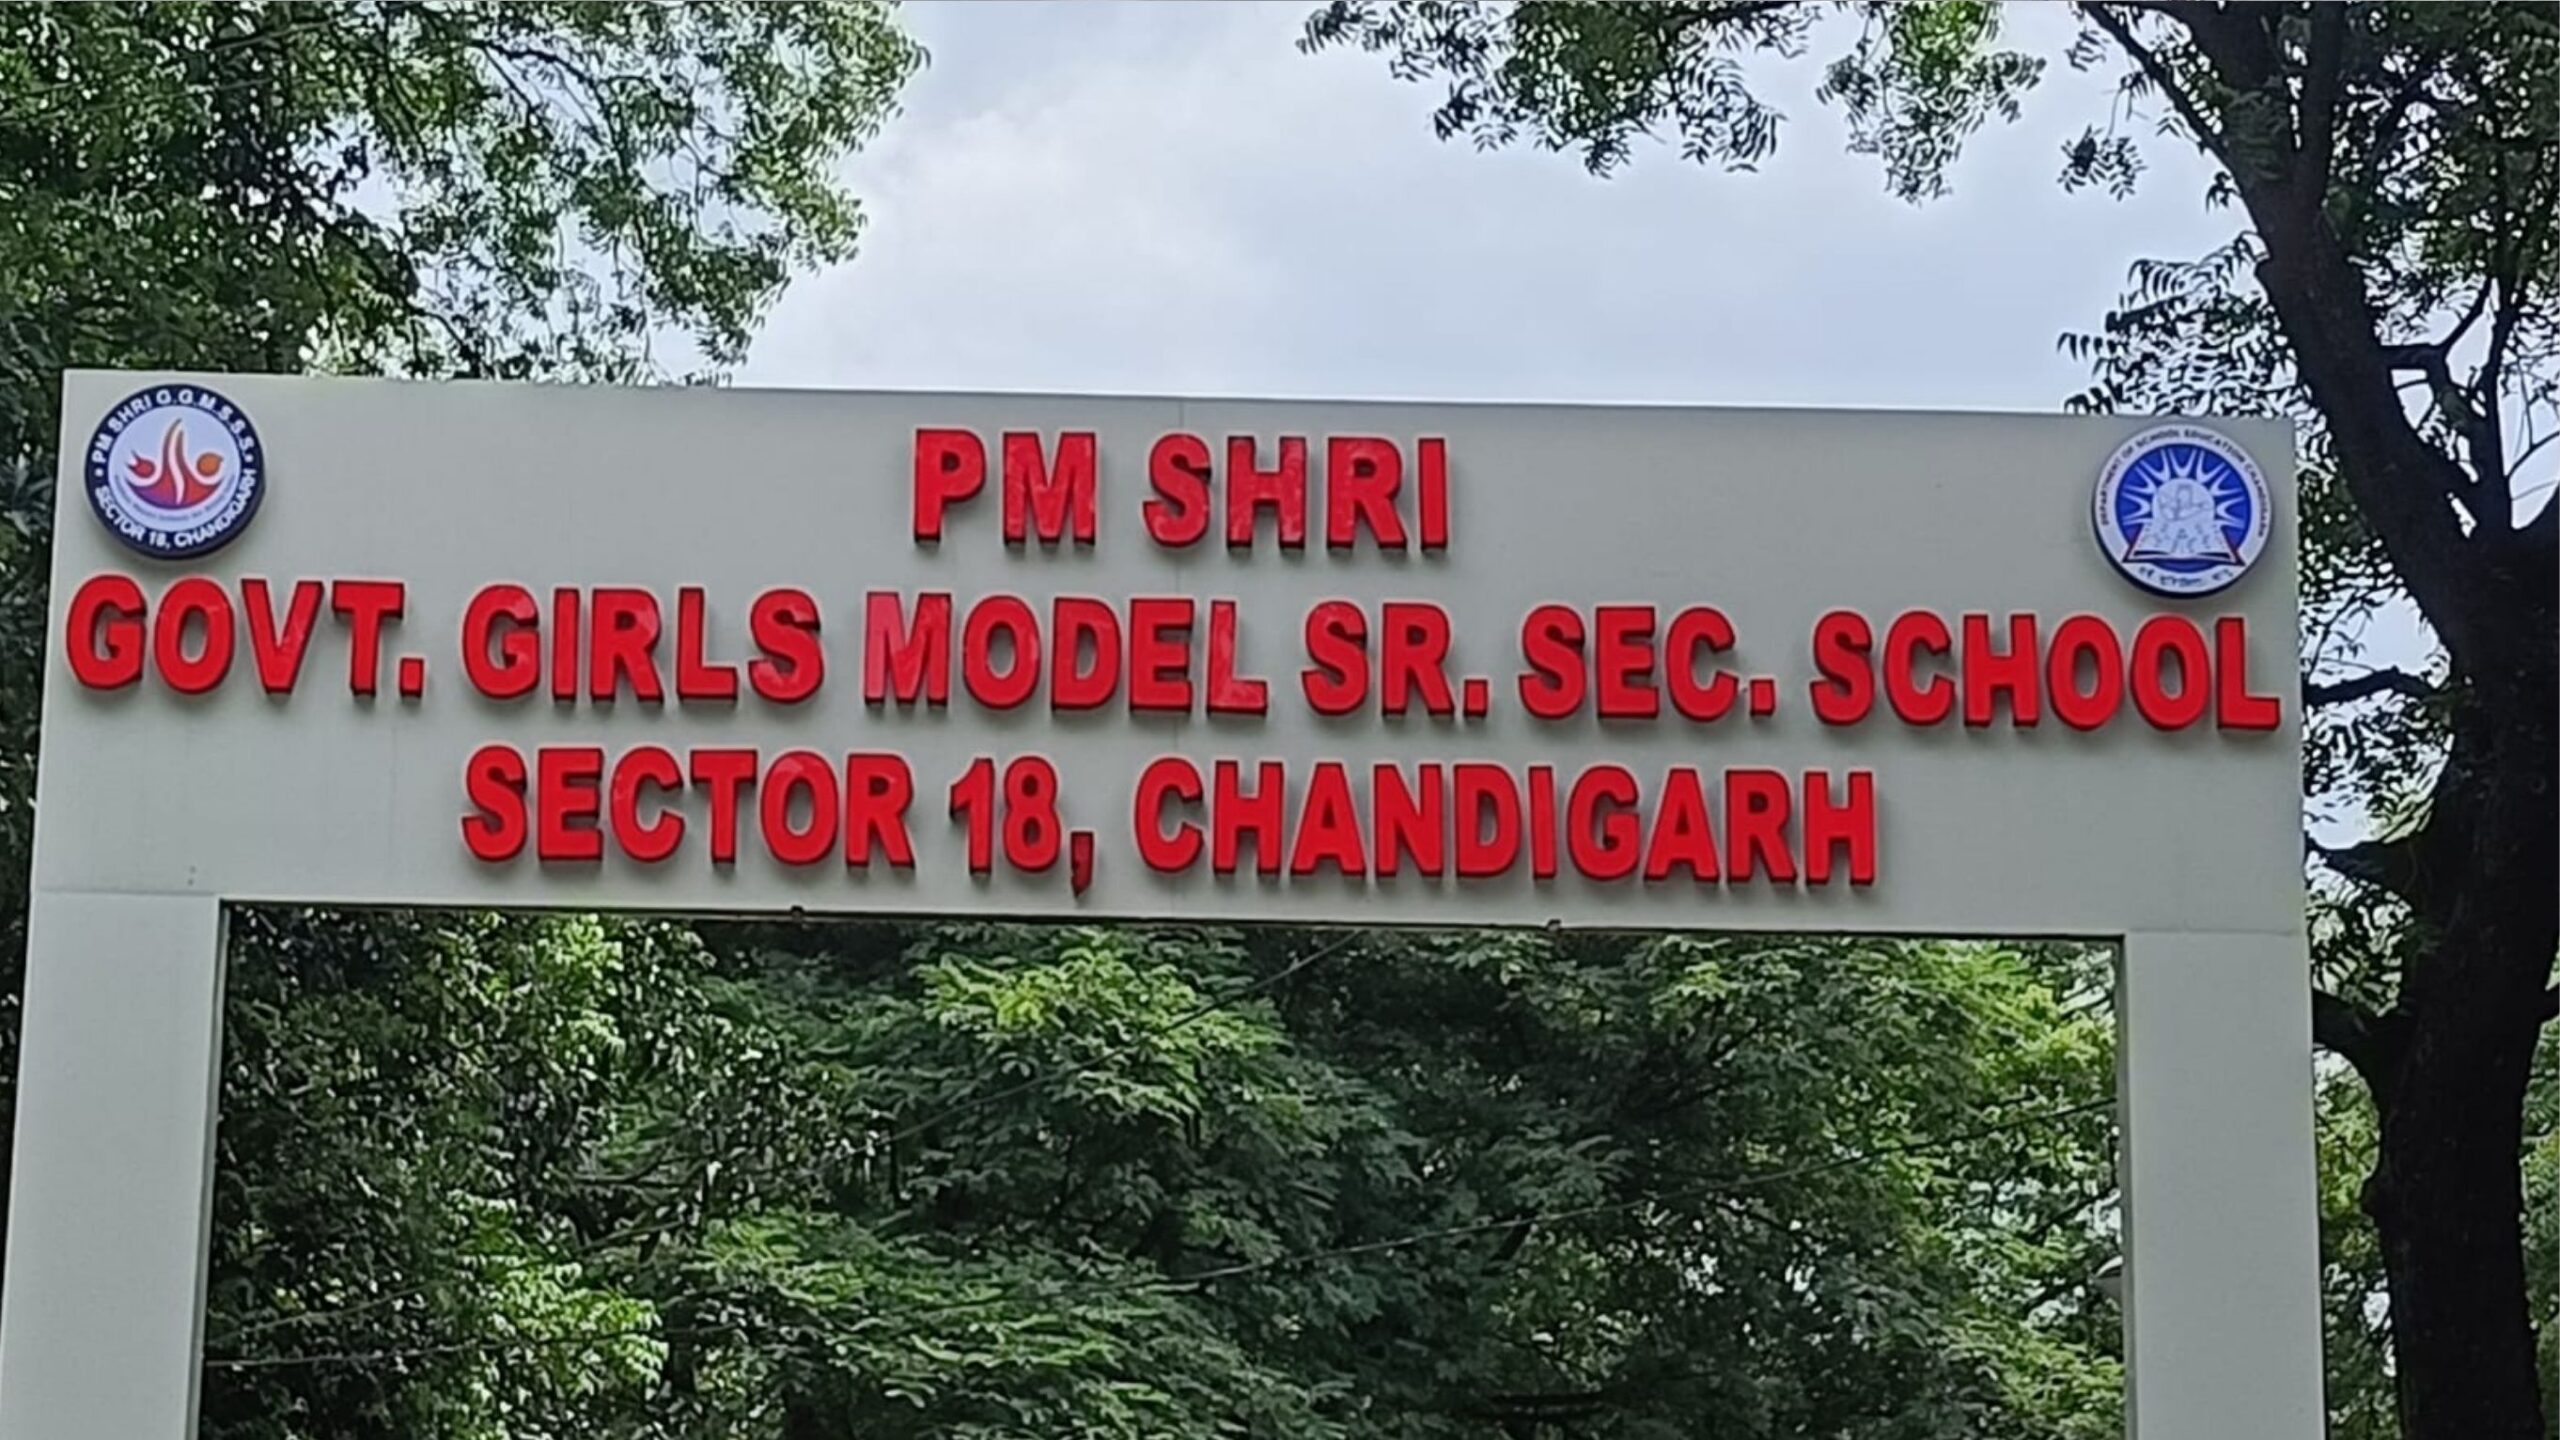 PM SHRI G.G.M.S.S.S.
SECTOR 18, CHANDIGARH
PM SHRI
DEPARTMENT OF SCHOOL EDUCATION CHANDIGARH
GOVT. GIRLS MODEL SR. SEC. SCHOOL
SECTOR 18, CHANDIGARH